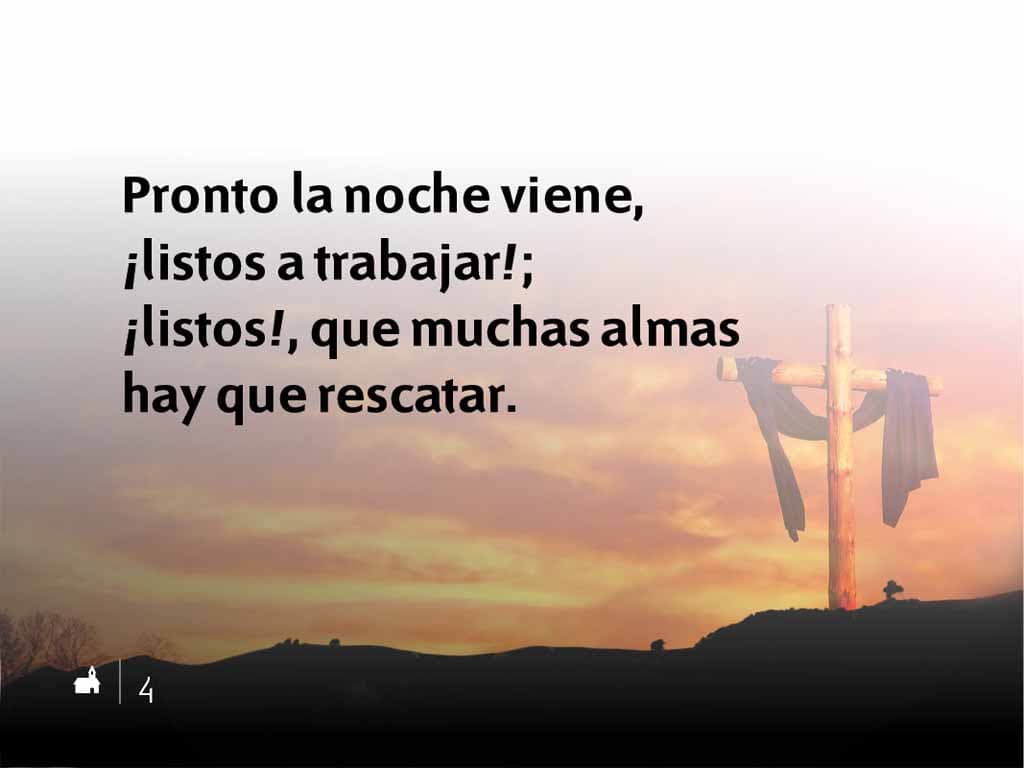 Pronto la noche viene,
¡listos a trabajar!;
¡listos!, que muchas almas
hay que rescatar.
4